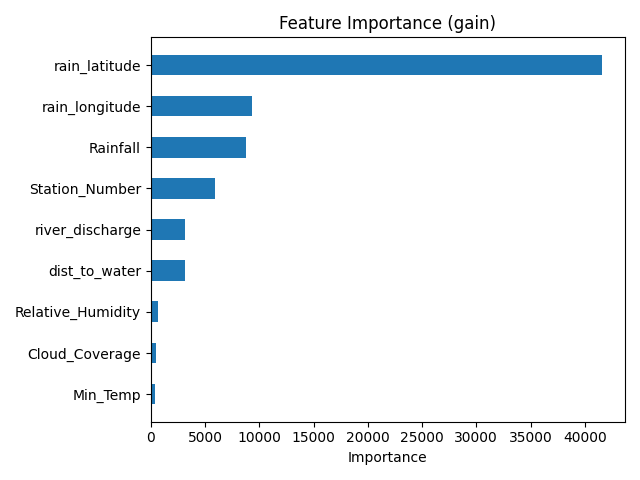 Feature Importance (gain)
rain_latitude
rain_longitude
Rainfall
Station_Number
river_discharge
dist_to_water
Relative_Humidity
Cloud_Coverage
Min_Temp
0 5000 10000 15000 20000 25000 30000 35000 40000
Importance